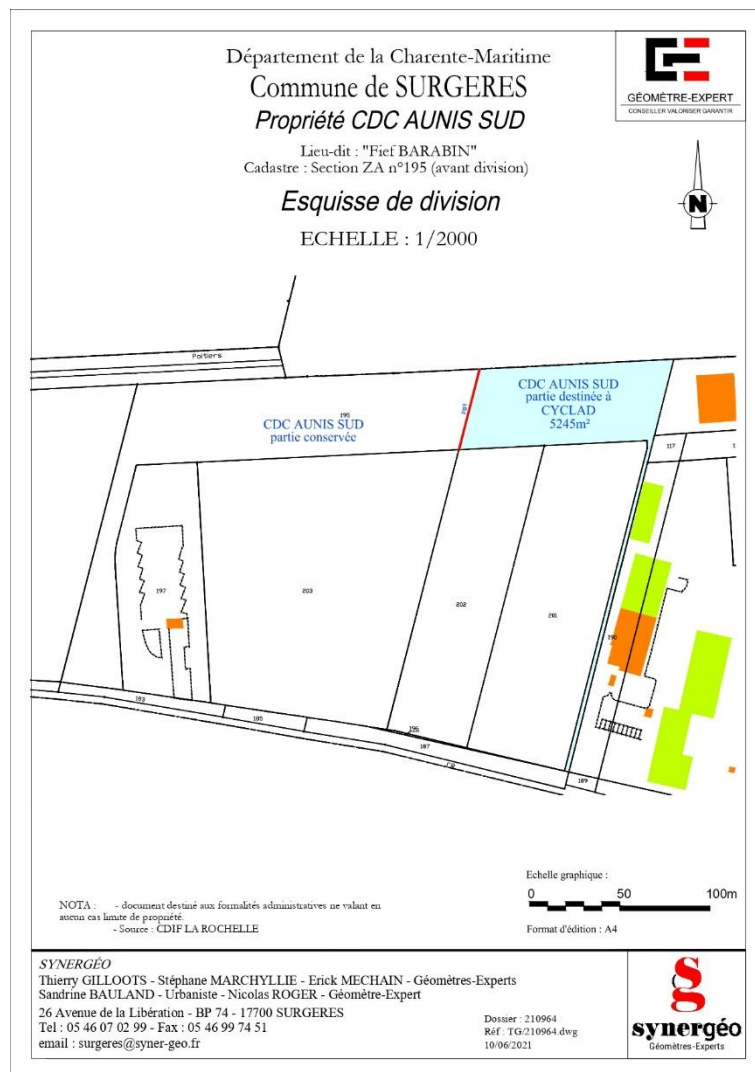 Département de la Charente-Maritime
Commune de SURGERES
Propriété CDC AUNIS SUD
Lieu-dit : "Fief BARABIN"
Cadastre : Section ZA n°195 (avant division)
Esquisse de division
ECHELLE : 1/2000
GÉOMÈTRE-EXPERT
CONSEILLER VALORISER GARANTIR
N
Poitiers
195
CDC AUNIS SUD
partie conservée
CDC AUNIS SUD
partie destinée à
CYCLAD
5245m²
117
197
203
202
201
193
185
196
187
189
NOTA : - document destiné aux formalités administratives ne valant en
aucun cas limite de propriété.
- Source : CDIF LA ROCHELLE
Echelle graphique :
0 50 100m
Format d'édition : A4
SYNERGÉO
Thierry GILLOOTS - Stéphane MARCHYLLIE - Erick MECHAIN - Géomètres-Experts
Sandrine BAULAND - Urbaniste - Nicolas ROGER - Géomètre-Expert
26 Avenue de la Libération - BP 74 - 17700 SURGERES
Tel : 05 46 07 02 99 - Fax : 05 46 99 74 51
email : surgeres@syner-geo.fr
Dossier : 210964
Réf : TG/210964.dwg
10/06/2021
synergéo
Géomètres-Experts